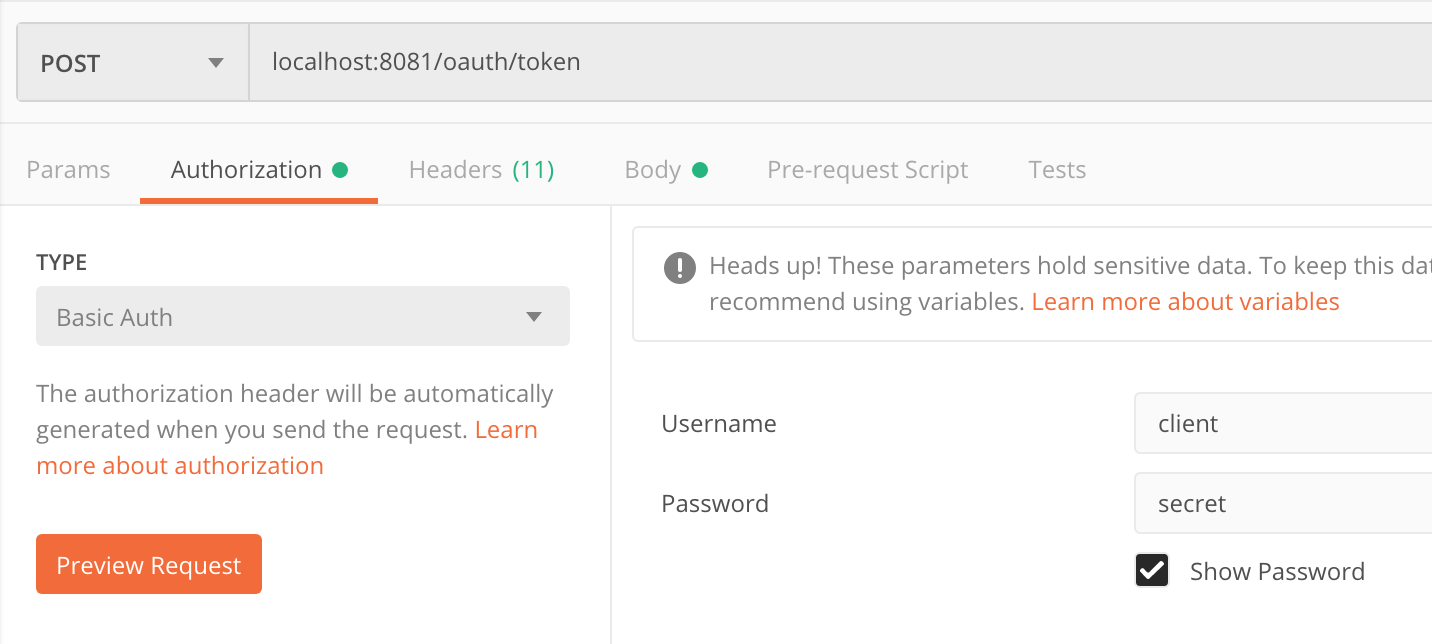 POST localhost:8081/oauth/token
Params Authorization Headers (11) Body Pre-request Script Tests
TYPE
Basic Auth
The authorization header will be automatically
generated when you send the request. Learn
more about authorization
Preview Request
Heads up! These parameters hold sensitive data. To keep this
recommend using variables. Learn more about variables
Username client
Password secret
Show Password